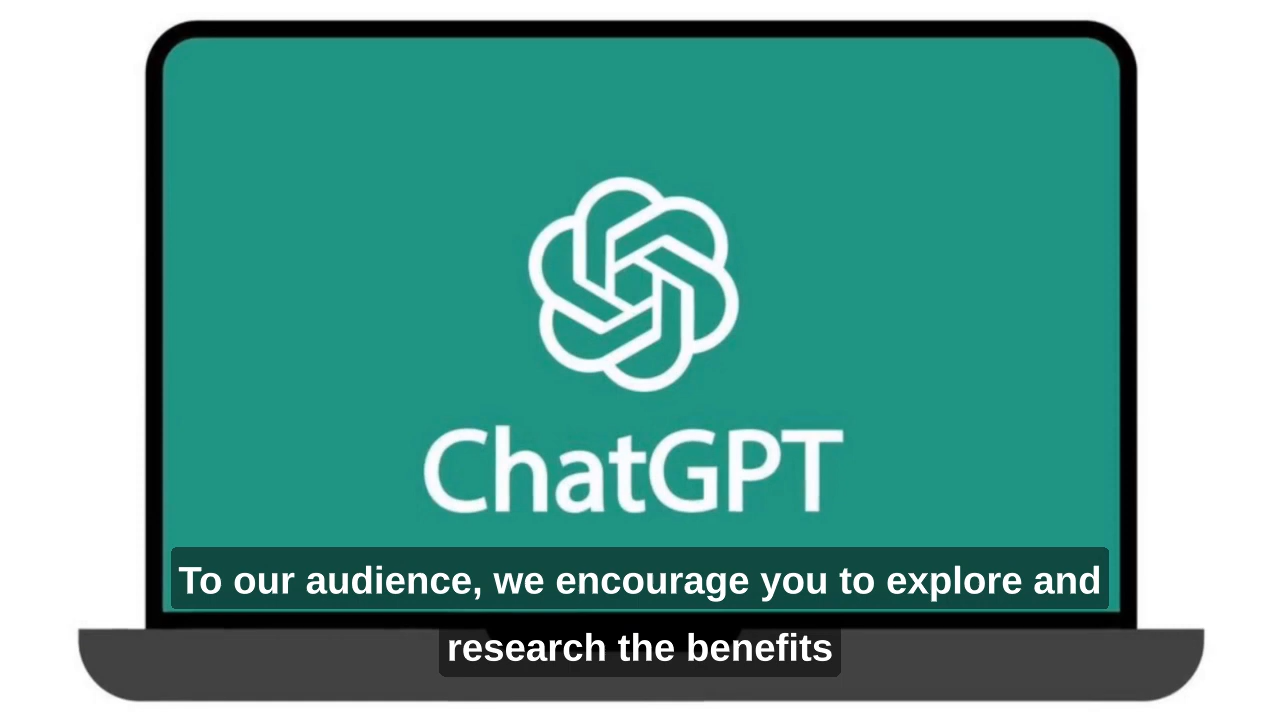 ChatGPT
To our audience, we encourage you to explore and
research the benefits